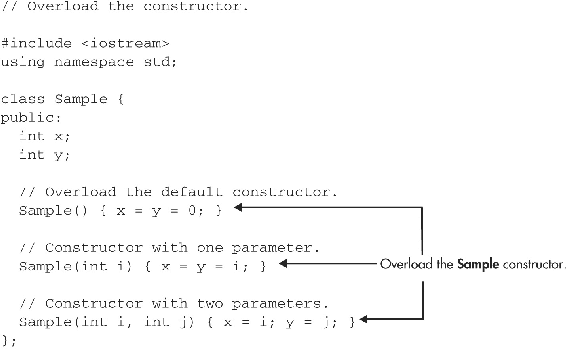 // Overload the constructor.
#include <iostream>
using namespace std;
class Sample {
public:
int x;
int y;
// Overload the default constructor.
Sample() { x = y = 0; }
// Constructor with one parameter.
Sample(int i) { x = y = i; }
Overload the Sample constructor.
// Constructor with two parameters.
Sample(int i, int j) { x = i; y = j; }
};